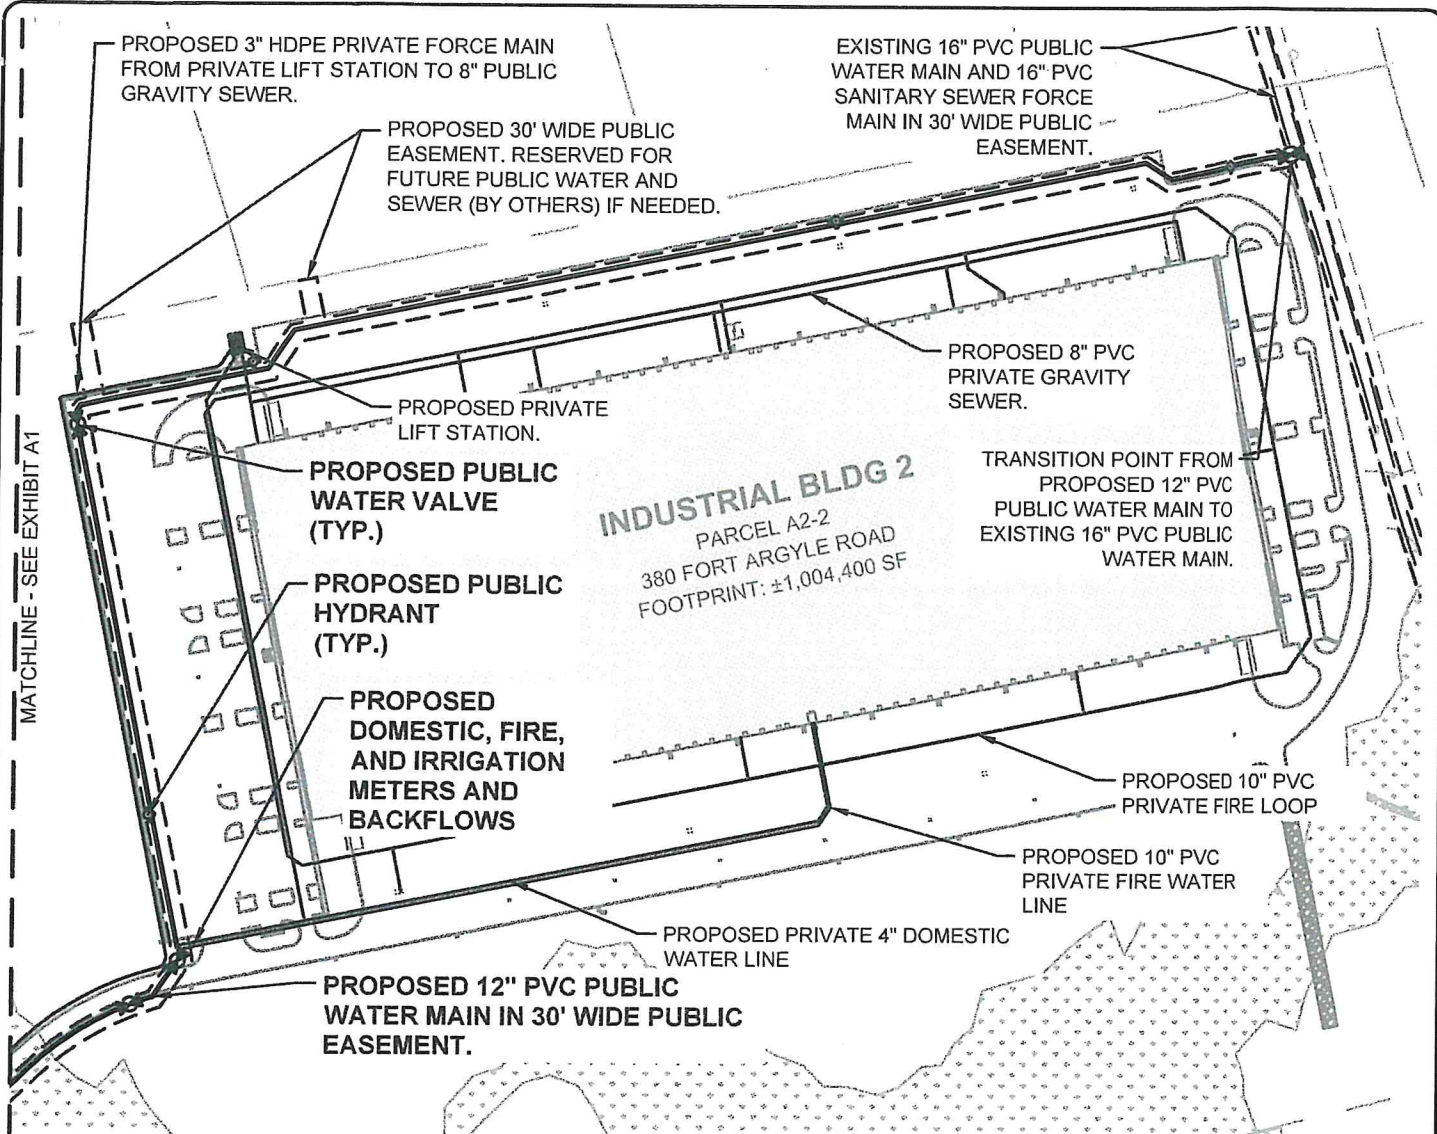 PROPOSED 3" HDPE PRIVATE FORCE MAIN
FROM PRIVATE LIFT STATION TO 8" PUBLIC
GRAVITY SEWER.
EXISTING 16" PVC PUBLIC
WATER MAIN AND 16" PVC
SANITARY SEWER FORCE
MAIN IN 30' WIDE PUBLIC
EASEMENT.
PROPOSED 30' WIDE PUBLIC
EASEMENT. RESERVED FOR
FUTURE PUBLIC WATER AND
SEWER (BY OTHERS) IF NEEDED.
PROPOSED 8" PVC
PRIVATE GRAVITY
SEWER.
PROPOSED PRIVATE
LIFT STATION.
MATCHLINE - SEE EXHIBIT A1
PROPOSED PUBLIC
WATER VALVE
(TYP.)
INDUSTRIAL BLDG 2
PARCEL A2-2
380 FORT ARGYLE ROAD
FOOTPRINT: ±1,004,400 SF
TRANSITION POINT FROM
PROPOSED 12" PVC
PUBLIC WATER MAIN TO
EXISTING 16" PVC PUBLIC
WATER MAIN.
PROPOSED PUBLIC
HYDRANT
(TYP.)
PROPOSED
DOMESTIC, FIRE,
AND IRRIGATION
METERS AND
BACKFLOWS
PROPOSED 10" PVC
PRIVATE FIRE LOOP
PROPOSED 10" PVC
PRIVATE FIRE WATER
LINE
PROPOSED PRIVATE 4" DOMESTIC
WATER LINE
PROPOSED 12" PVC PUBLIC
WATER MAIN IN 30' WIDE PUBLIC
EASEMENT.